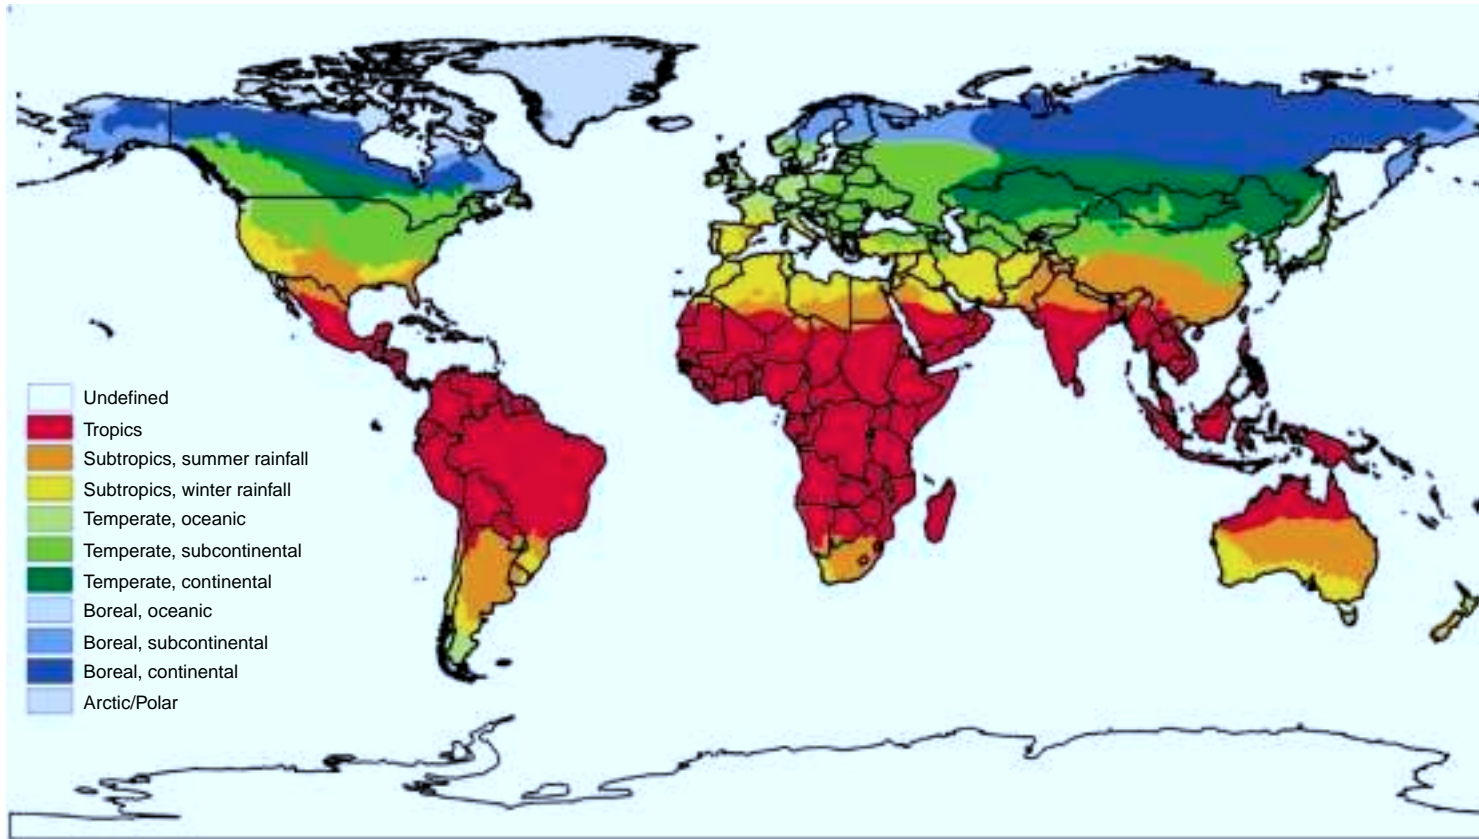 Undefined
Tropics
Subtropics, summer rainfall
Subtropics, winter rainfall
Temperate, oceanic
Temperate, subcontinental
Temperate, continental
Boreal, oceanic
Boreal, subcontinental
Boreal, continental
Arctic/Polar